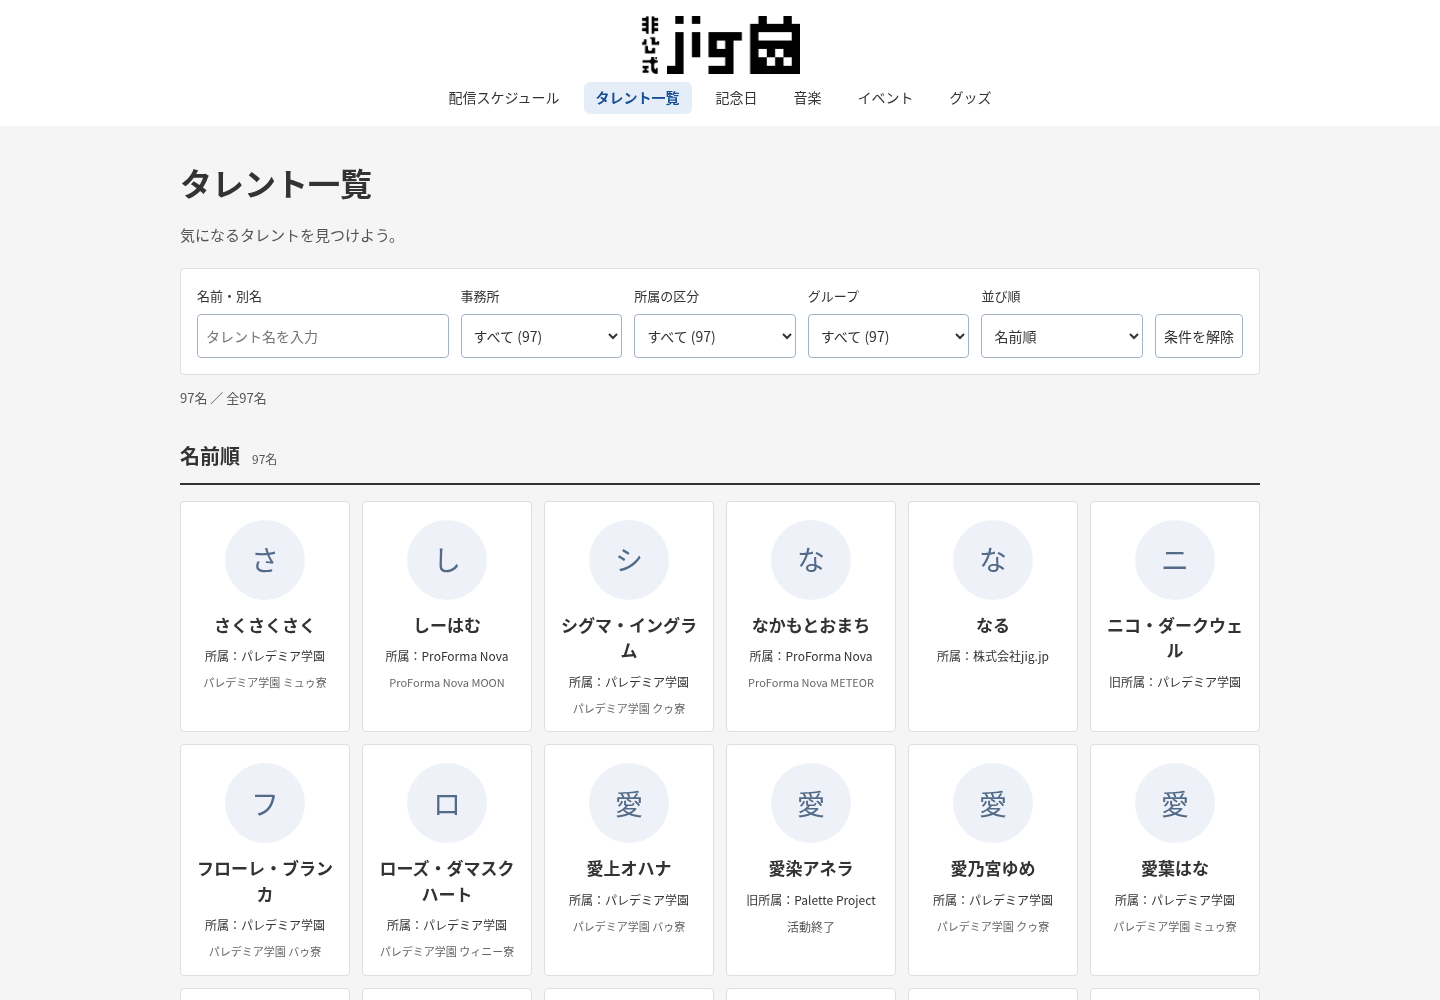 非公式 jig
配信スケジュール タレント一覧 記念日 音楽 イベント グッズ
タレント一覧
気になるタレントを見つけよう。
名前・別名 事務所 所属の区分 グループ 並び順
タレント名を入力 すべて (97) すべて (97) すべて (97) 名前順 条件を解除
97名 ／ 全97名
名前順 97名
さ
さくさくさく
所属：パレデミア学園
パレデミア学園 ミュゥ寮
し
しーはむ
所属：ProForma Nova
ProForma Nova MOON
シ
シグマ・イングラ
ム
所属：パレデミア学園
パレデミア学園 クゥ寮
な
なかもとおまち
所属：ProForma Nova
ProForma Nova METEOR
な
なる
所属：株式会社jig.jp
ニ
ニコ・ダークウェ
ル
旧所属：パレデミア学園
フ
フローレ・ブラン
カ
所属：パレデミア学園
パレデミア学園 バゥ寮
ロ
ローズ・ダマスク
ハート
所属：パレデミア学園
パレデミア学園 ウィニー寮
愛
愛上オハナ
所属：パレデミア学園
パレデミア学園 バゥ寮
愛
愛染アネラ
旧所属：Palette Project
活動終了
愛
愛乃宮ゆめ
所属：パレデミア学園
パレデミア学園 クゥ寮
愛
愛葉はな
所属：パレデミア学園
パレデミア学園 ミュゥ寮